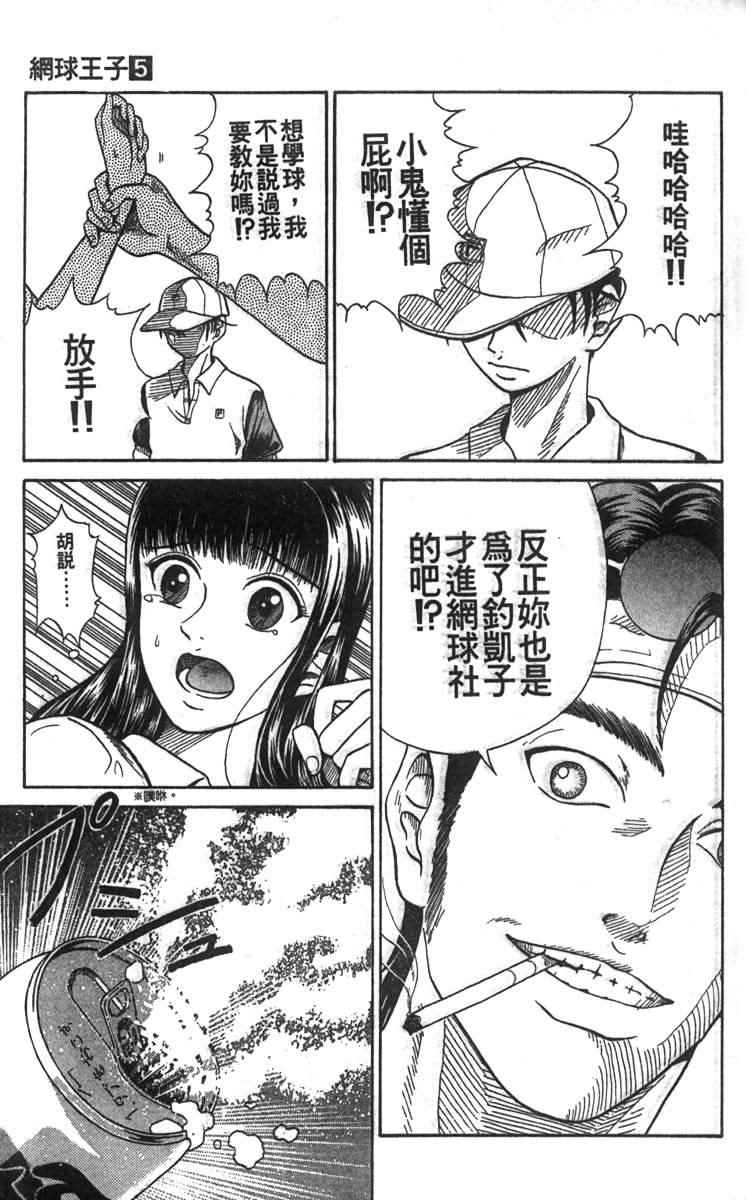 網球王子5
哇哈哈哈哈!!
小鬼懂個
屁啊!?
想學球，我
不是說過我
要教妳嗎!?
放手!!
反正妳也是
為了釣凱子
才進網球社
的吧!?
胡說……
※噗咻。
プシュ